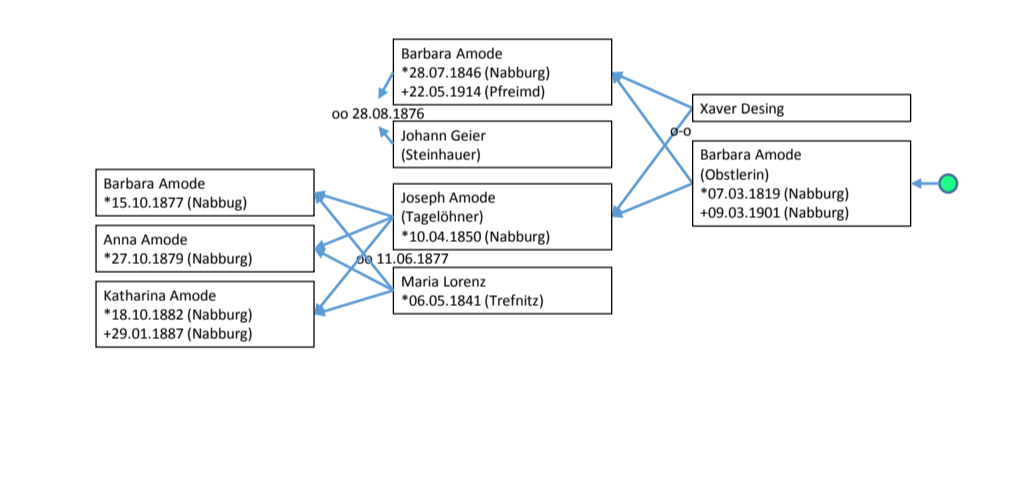 Barbara Amode
*28.07.1846 (Nabburg)
+22.05.1914 (Pfreimd)
oo 28.08.1876
Johann Geier
(Steinhauer)
Xaver Desing
o-o
Barbara Amode
(Obstlerin)
*07.03.1819 (Nabburg)
+09.03.1901 (Nabburg)
Barbara Amode
*15.10.1877 (Nabbug)
Anna Amode
*27.10.1879 (Nabburg)
Katharina Amode
*18.10.1882 (Nabburg)
+29.01.1887 (Nabburg)
Joseph Amode
(Tagelöhner)
*10.04.1850 (Nabburg)
oo 11.06.1877
Maria Lorenz
*06.05.1841 (Trefnitz)